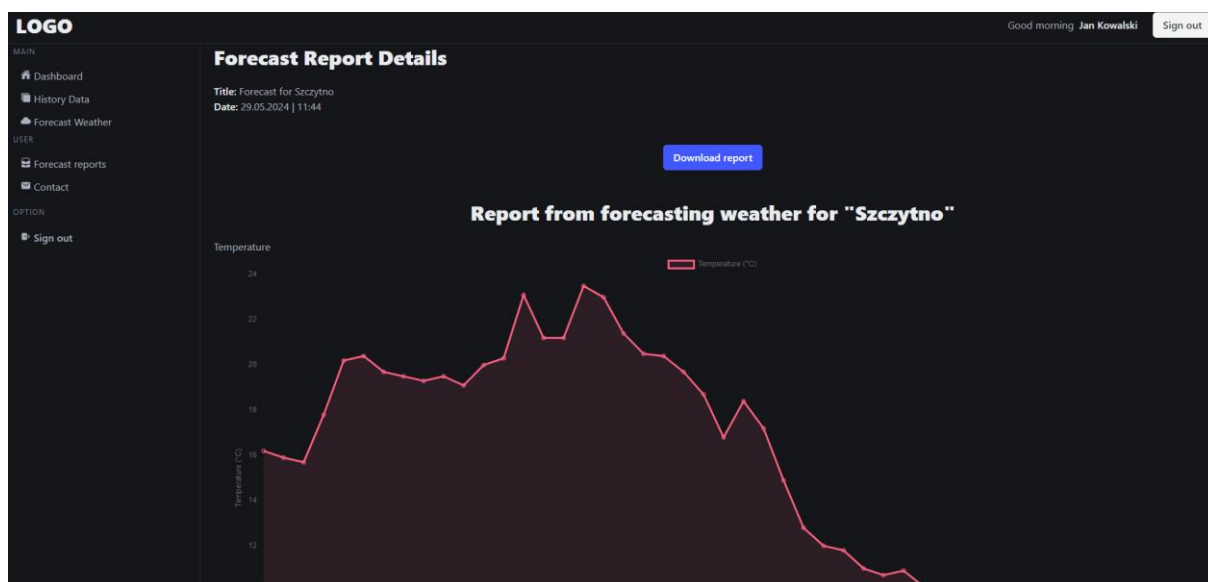 LOGO
Good morning Jan Kowalski
Sign out
MAIN
Dashboard
History Data
Forecast Weather
USER
Forecast reports
Contact
OPTION
Sign out
Forecast Report Details
Title: Forecast for Szczytno
Date: 29.05.2024 | 11:44
Download report
Report from forecasting weather for "Szczytno"
Temperature
Temperature (°C)
24
22
20
18
16
14
12
Temperature (°C)